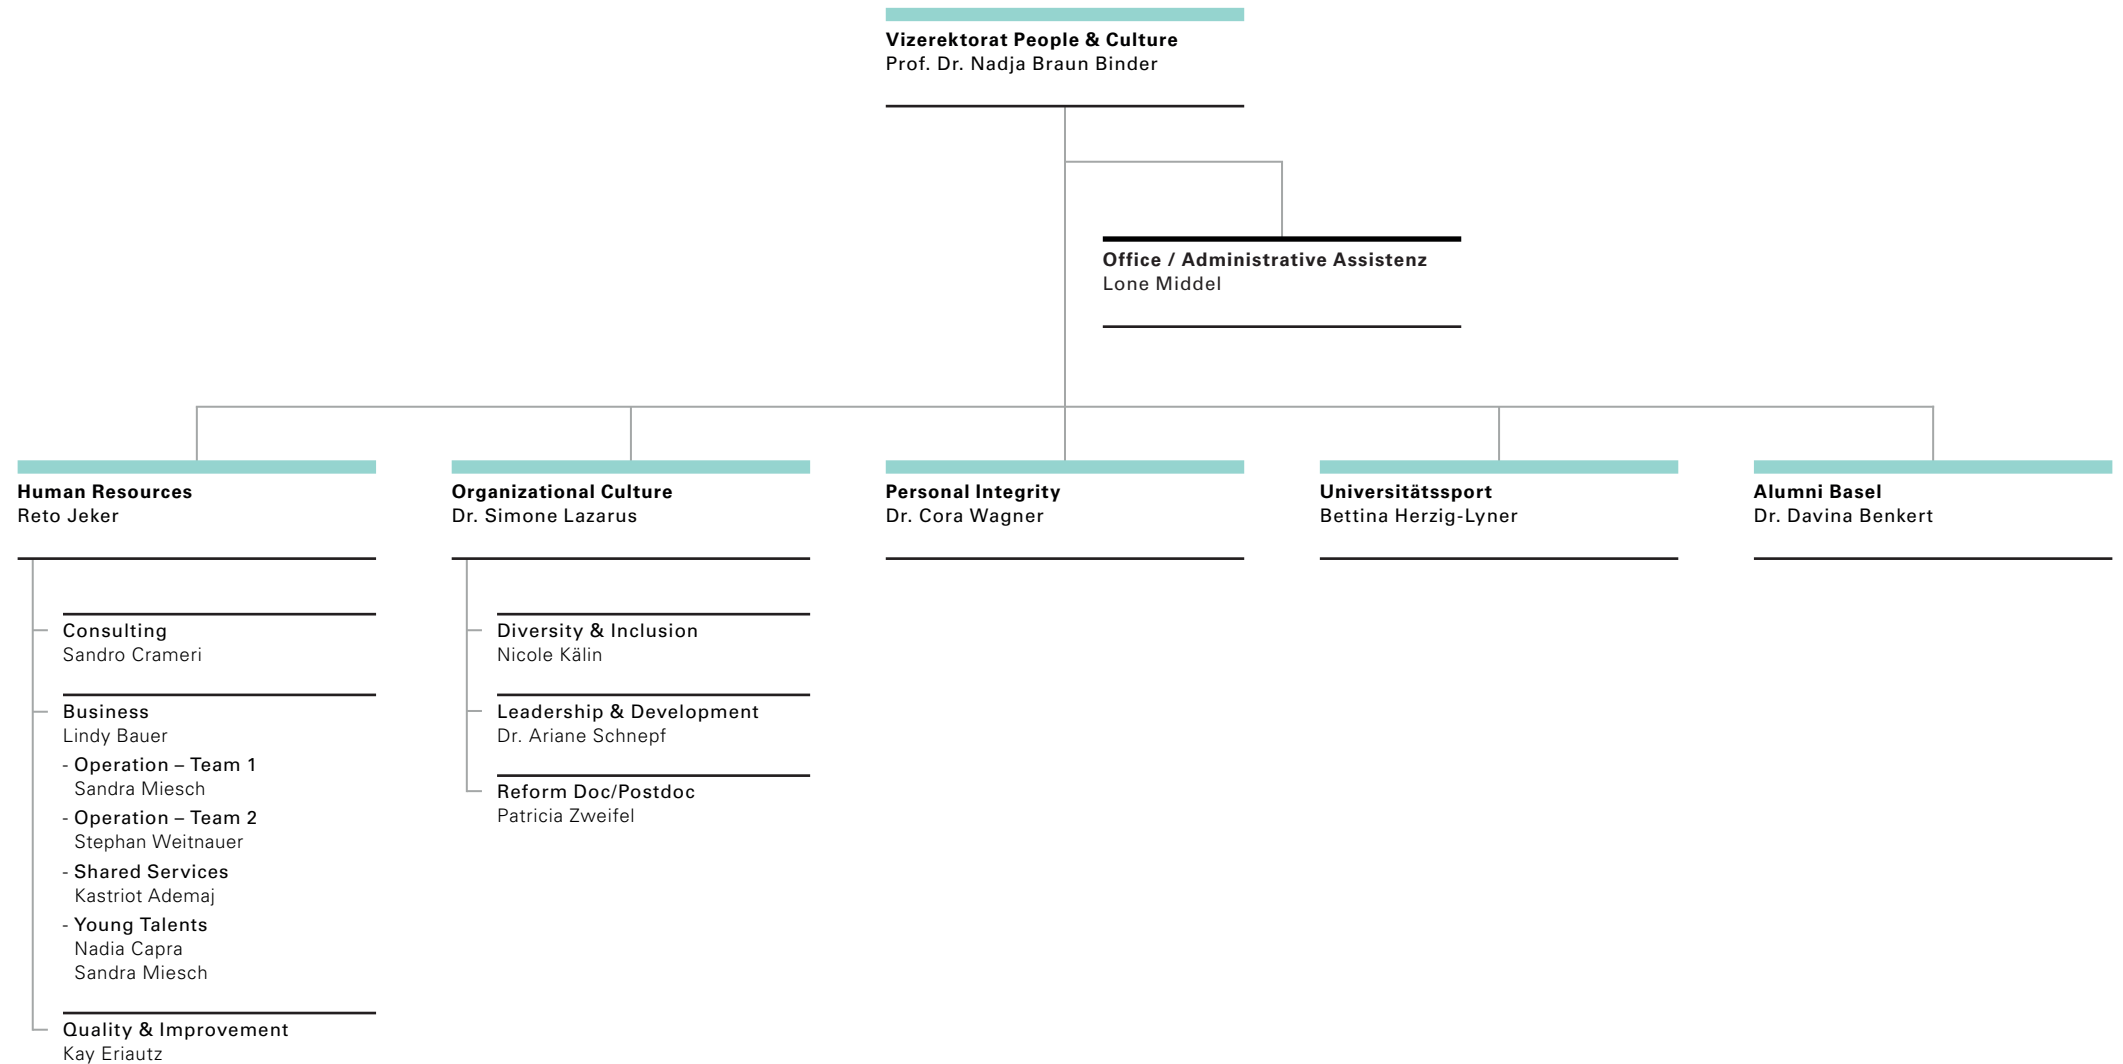 Vizerektorat People & Culture
Prof. Dr. Nadja Braun Binder
Office / Administrative Assistenz
Lone Middel
Human Resources
Reto Jeker
Consulting
Sandro Crameri
Business
Lindy Bauer
- Operation – Team 1
Sandra Miesch
- Operation – Team 2
Stephan Weitnauer
- Shared Services
Kastriot Ademaj
- Young Talents
Nadia Capra
Sandra Miesch
Quality & Improvement
Kay Eriautz
Organizational Culture
Dr. Simone Lazarus
Diversity & Inclusion
Nicole Kälin
Leadership & Development
Dr. Ariane Schnepf
Reform Doc/Postdoc
Patricia Zweifel
Personal Integrity
Dr. Cora Wagner
Universitätssport
Bettina Herzig-Lyner
Alumni Basel
Dr. Davina Benkert